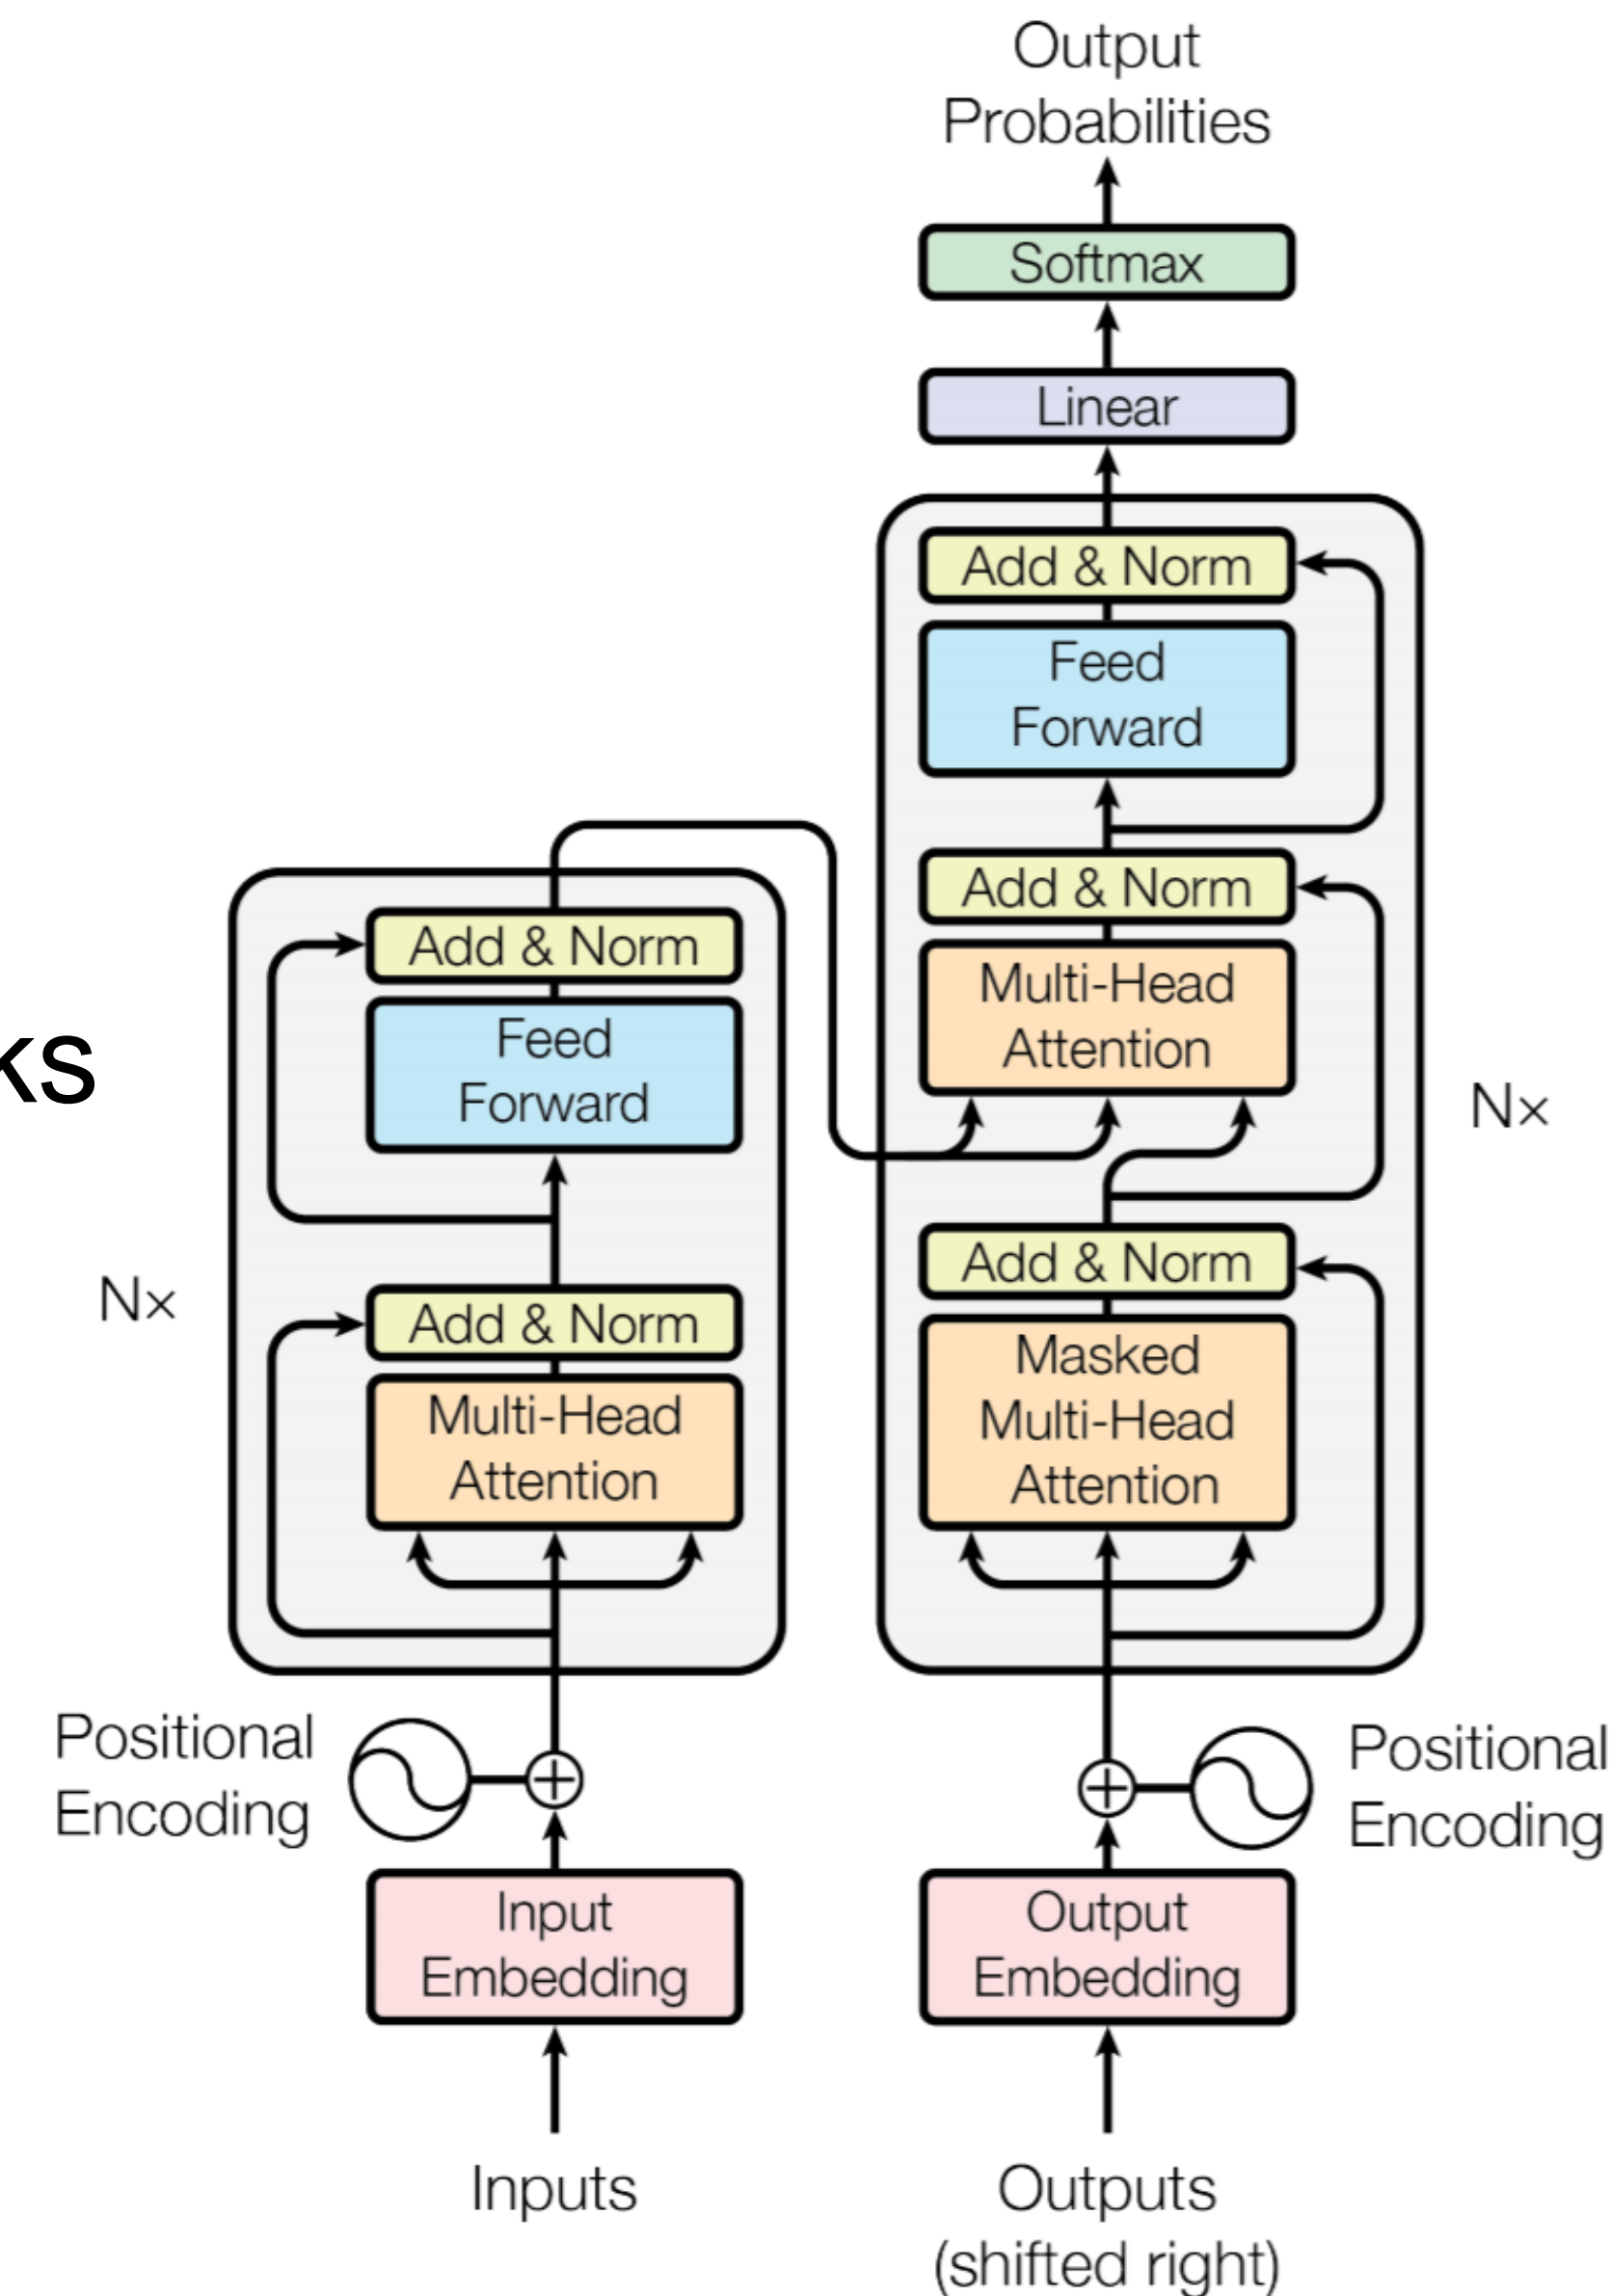 Output
Probabilities
Softmax
Linear
Add & Norm
Feed
Forward
Add & Norm
Multi-Head
Attention
Add & Norm
Masked
Multi-Head
Attention
Nx
Add & Norm
Feed
Forward
Add & Norm
Multi-Head
Attention
Nx
ks
Positional
Encoding
Positional
Encoding
Input
Embedding
Output
Embedding
Inputs
Outputs
(shifted right)